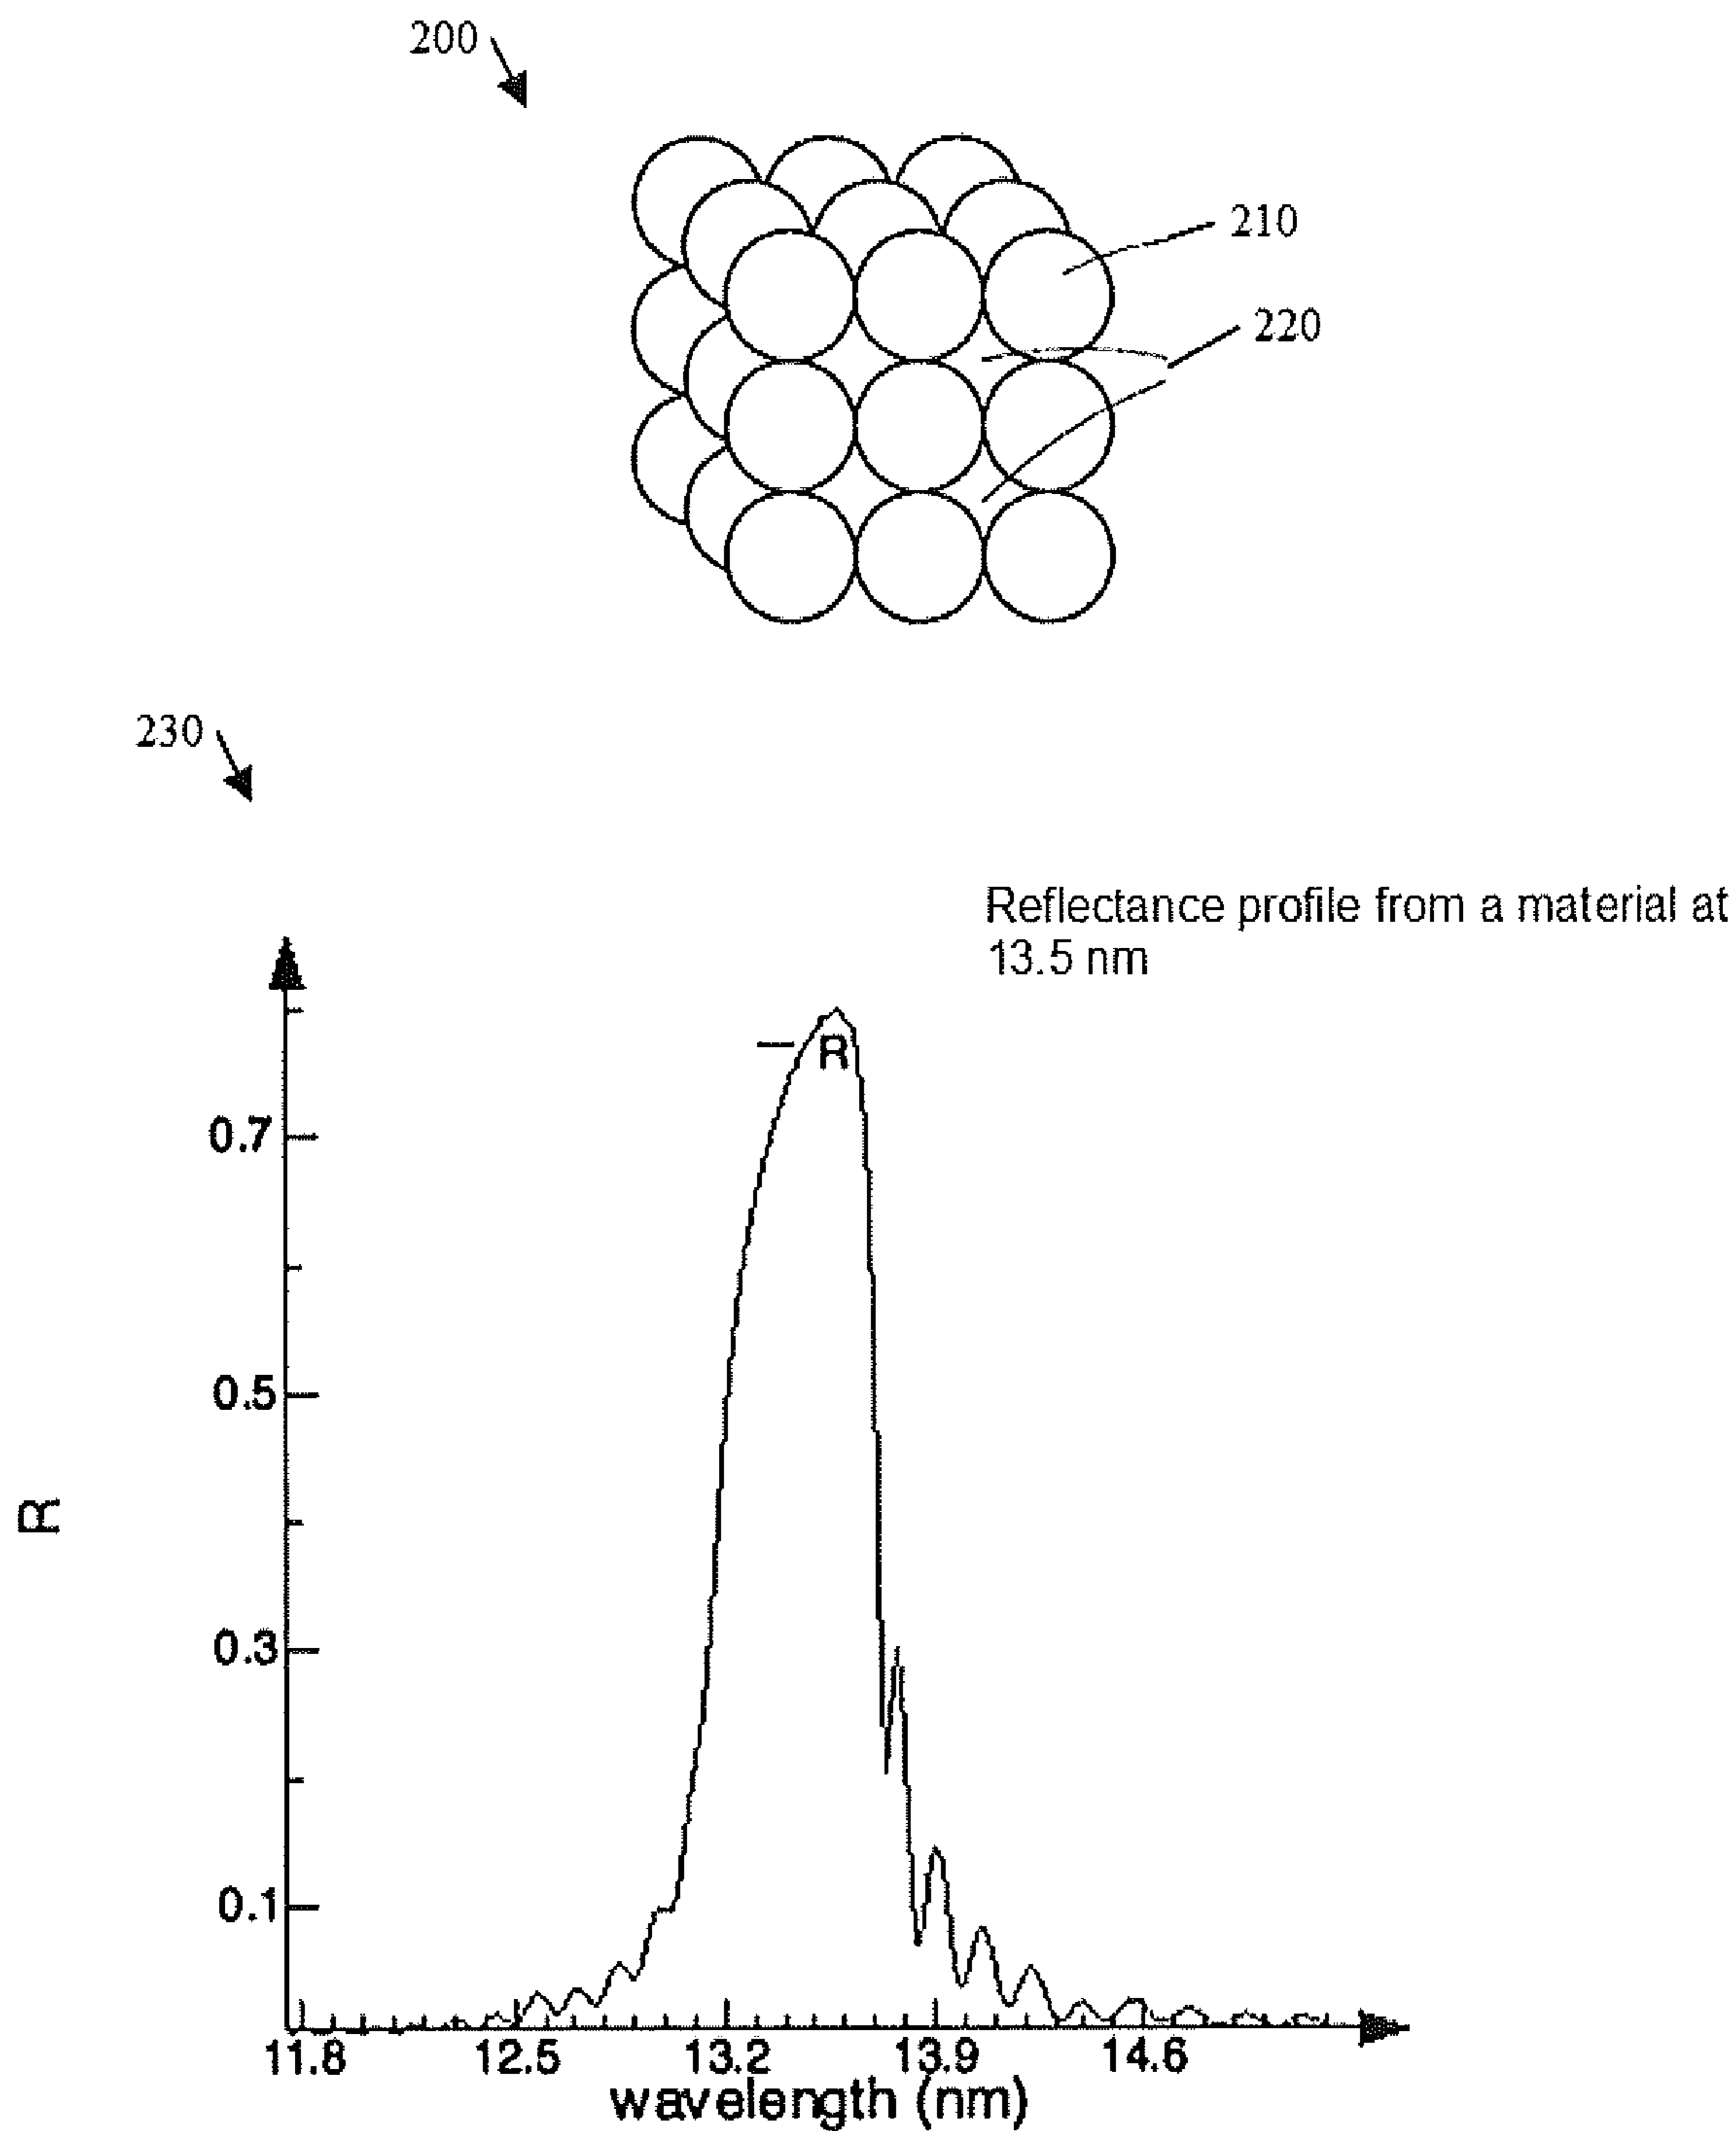 200
210
220
230
Reflectance profile from a material at
13.5 nm
R
0.7
0.5
R
0.3
0.1
11.8 12.5 13.2 13.9 14.6
wavelength (nm)